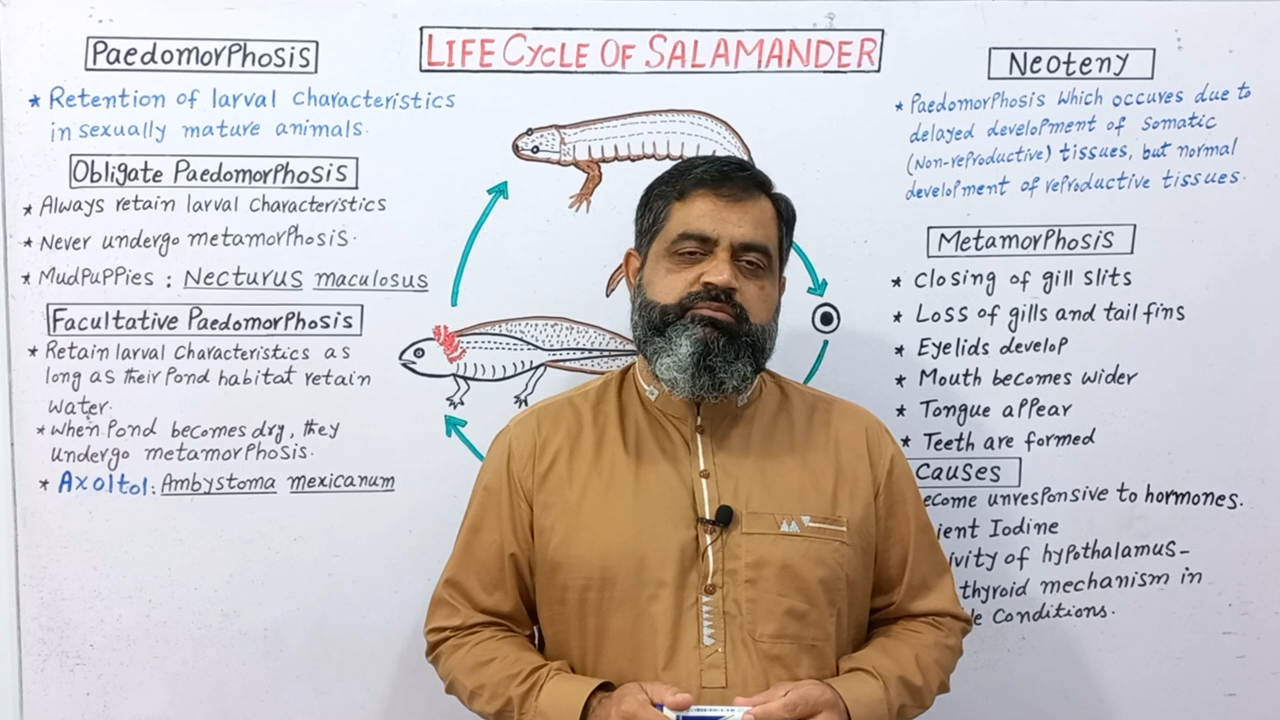 LIFE CYCLE OF SALAMANDER
PaedomorPhosis
* Retention of larval characteristics
in sexually mature animals.
Obligate Paedomorphosis
* Always retain larval characteristics
* Never undergo metamorphosis.
* MudPuPPies : Necturus maculosus
Facultative Paedomorphosis
* Retain larval characteristics as
long as their Pond habitat retain
water.
* When Pond becomes dry, they
undergo metamorphosis.
* Axoltol: Ambystoma mexicanum
Neoteny
* Paedomorphosis which occures due to
delayed development of somatic
(Non-reproductive) tissues, but normal
development of reproductive tissues.
Metamorphosis
* Closing of gill slits
* Loss of gills and tail fins
* Eyelids develop
* Mouth becomes wider
* Tongue appear
* Teeth are formed
Causes
ecome unresponsive to hormones.
ient Iodine
ivity of hypothalamus-
thyroid mechanism in
Conditions.